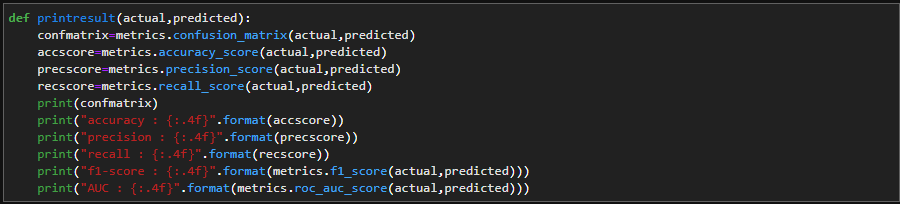 def printresult(actual,predicted):
    confmatrix=metrics.confusion_matrix(actual,predicted)
    accscore=metrics.accuracy_score(actual,predicted)
    precscore=metrics.precision_score(actual,predicted)
    recscore=metrics.recall_score(actual,predicted)
    print(confmatrix)
    print("accuracy : {:.4f}".format(accscore))
    print("precision : {:.4f}".format(precscore))
    print("recall : {:.4f}".format(recscore))
    print("f1-score : {:.4f}".format(metrics.f1_score(actual,predicted)))
    print("AUC : {:.4f}".format(metrics.roc_auc_score(actual,predicted)))